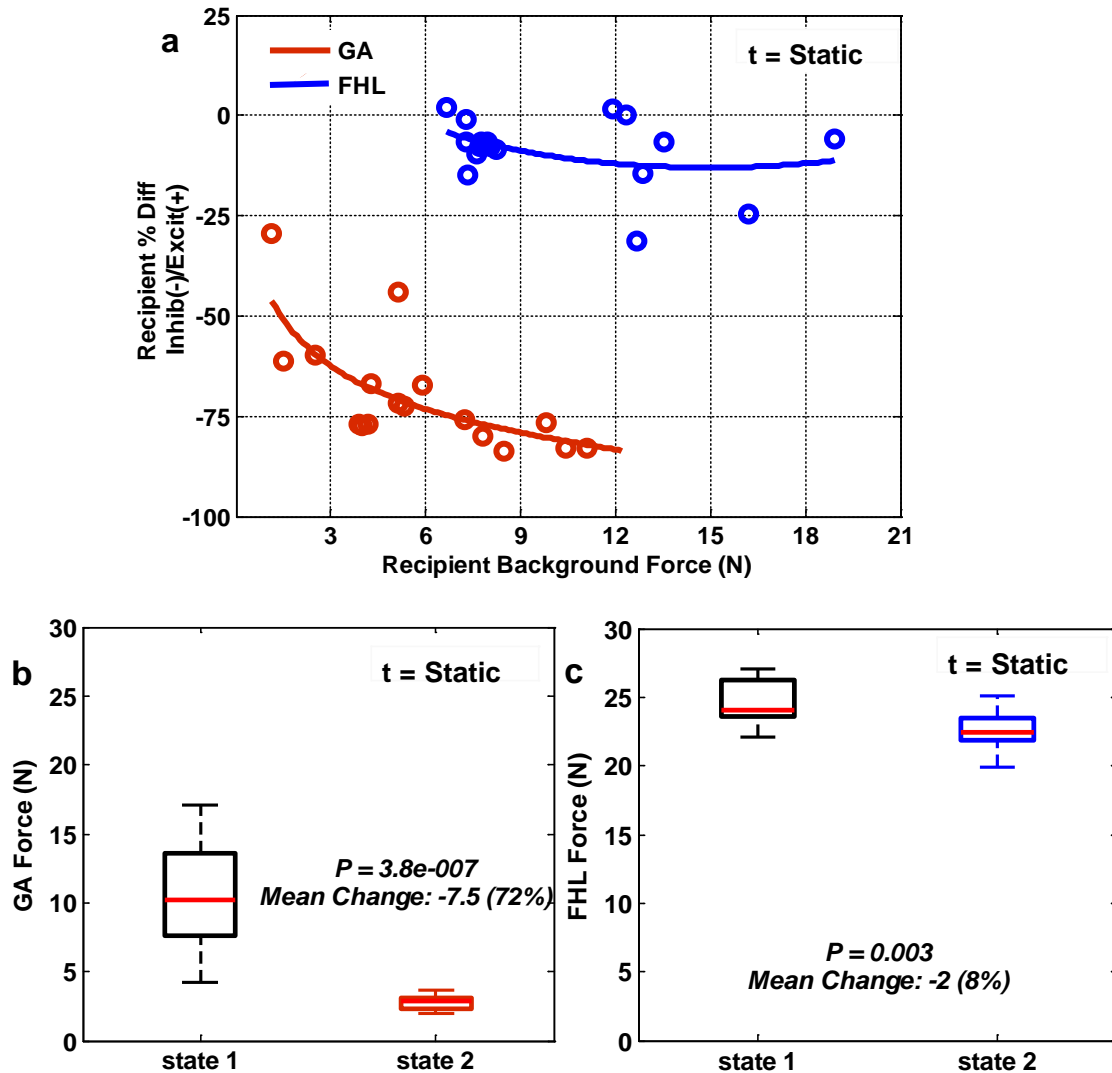 a
GA
FHL
t = Static
25
0
-25
-50
-75
-100
Recipient % Diff
Inhib(-)/Excit(+)
3 6 9 12 15 18 21
Recipient Background Force (N)
b
t = Static
30
25
20
15
10
5
0
GA Force (N)
P = 3.8e-007
Mean Change: -7.5 (72%)
state 1 state 2
c
t = Static
30
25
20
15
10
5
0
FHL Force (N)
P = 0.003
Mean Change: -2 (8%)
state 1 state 2